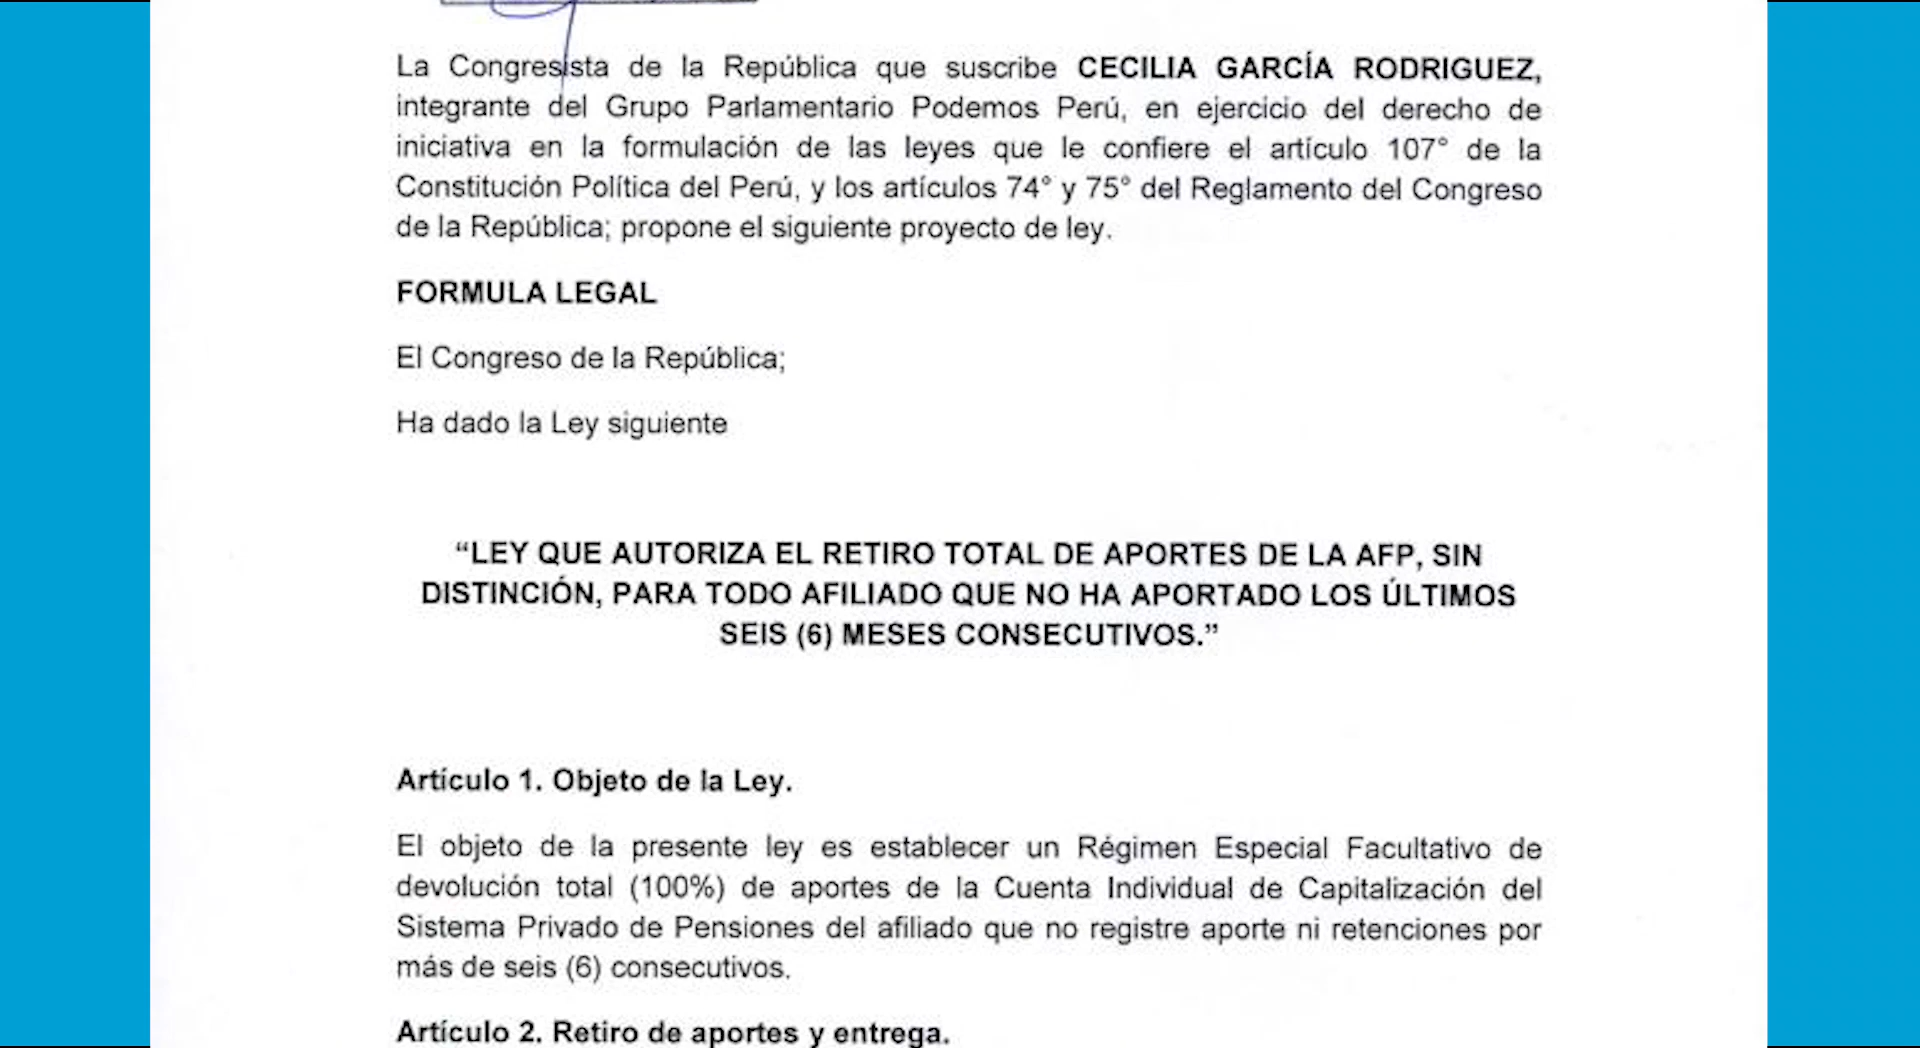 La Congresista de la República que suscribe CECILIA GARCÍA RODRIGUEZ,
integrante del Grupo Parlamentario Podemos Perú, en ejercicio del derecho de
iniciativa en la formulación de las leyes que le confiere el artículo 107° de la
Constitución Política del Perú, y los artículos 74° y 75° del Reglamento del Congreso
de la República; propone el siguiente proyecto de ley.
FORMULA LEGAL
El Congreso de la República;
Ha dado la Ley siguiente
“LEY QUE AUTORIZA EL RETIRO TOTAL DE APORTES DE LA AFP, SIN
DISTINCIÓN, PARA TODO AFILIADO QUE NO HA APORTADO LOS ÚLTIMOS
SEIS (6) MESES CONSECUTIVOS.”
Artículo 1. Objeto de la Ley.
El objeto de la presente ley es establecer un Régimen Especial Facultativo de
devolución total (100%) de aportes de la Cuenta Individual de Capitalización del
Sistema Privado de Pensiones del afiliado que no registre aporte ni retenciones por
más de seis (6) consecutivos.
Artículo 2. Retiro de aportes y entrega.